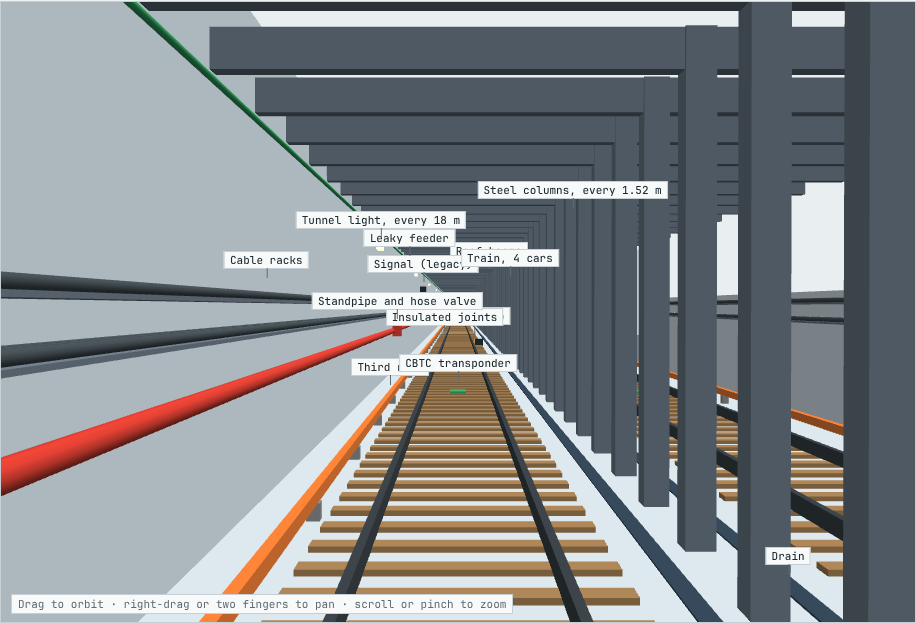 Steel columns, every 1.52 m
Tunnel light, every 18 m
Leaky feeder
Cable racks
Train, 4 cars
Signal (legacy)
Standpipe and hose valve
Insulated joints
Third
CBTC transponder
Drain
Drag to orbit · right-drag or two fingers to pan · scroll or pinch to zoom